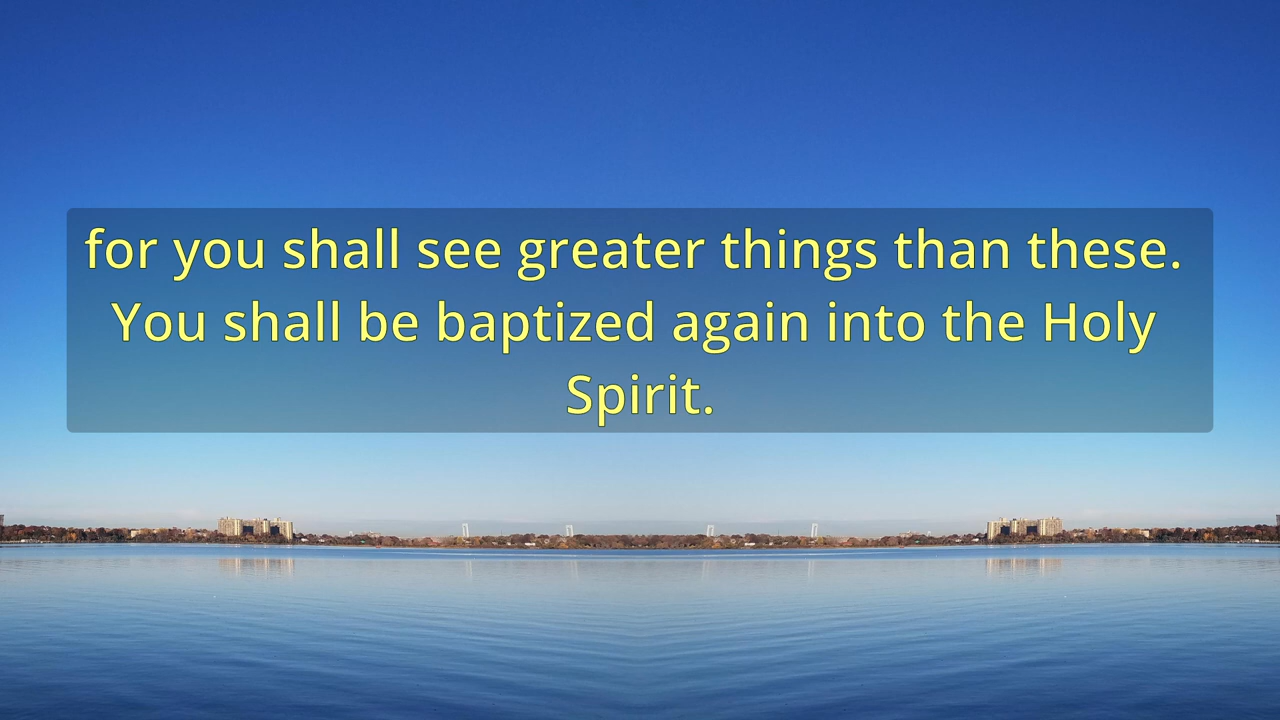 for you shall see greater things than these.
You shall be baptized again into the Holy
Spirit.